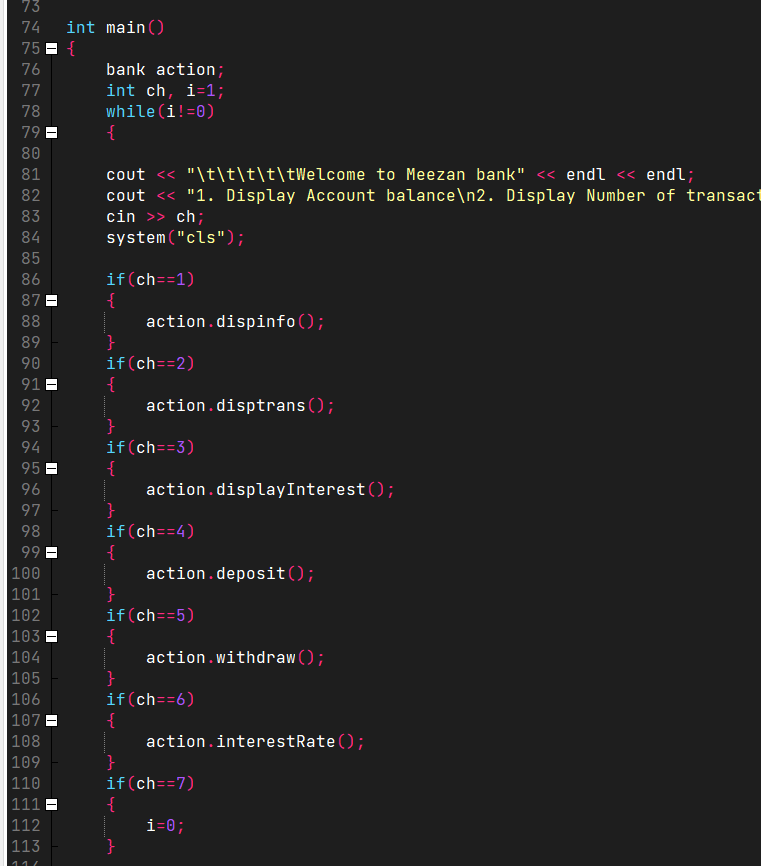 73
74 int main()
75 {
76 bank action;
77 int ch, i=1;
78 while(i!=0)
79 {
80
81 cout << "\t\t\t\t\tWelcome to Meezan bank" << endl << endl;
82 cout << "1. Display Account balance\n2. Display Number of transact
83 cin >> ch;
84 system("cls");
85
86 if(ch==1)
87 {
88 action.dispinfo();
89 }
90 if(ch==2)
91 {
92 action.disptrans();
93 }
94 if(ch==3)
95 {
96 action.displayInterest();
97 }
98 if(ch==4)
99 {
100 action.deposit();
101 }
102 if(ch==5)
103 {
104 action.withdraw();
105 }
106 if(ch==6)
107 {
108 action.interestRate();
109 }
110 if(ch==7)
111 {
112 i=0;
113 }